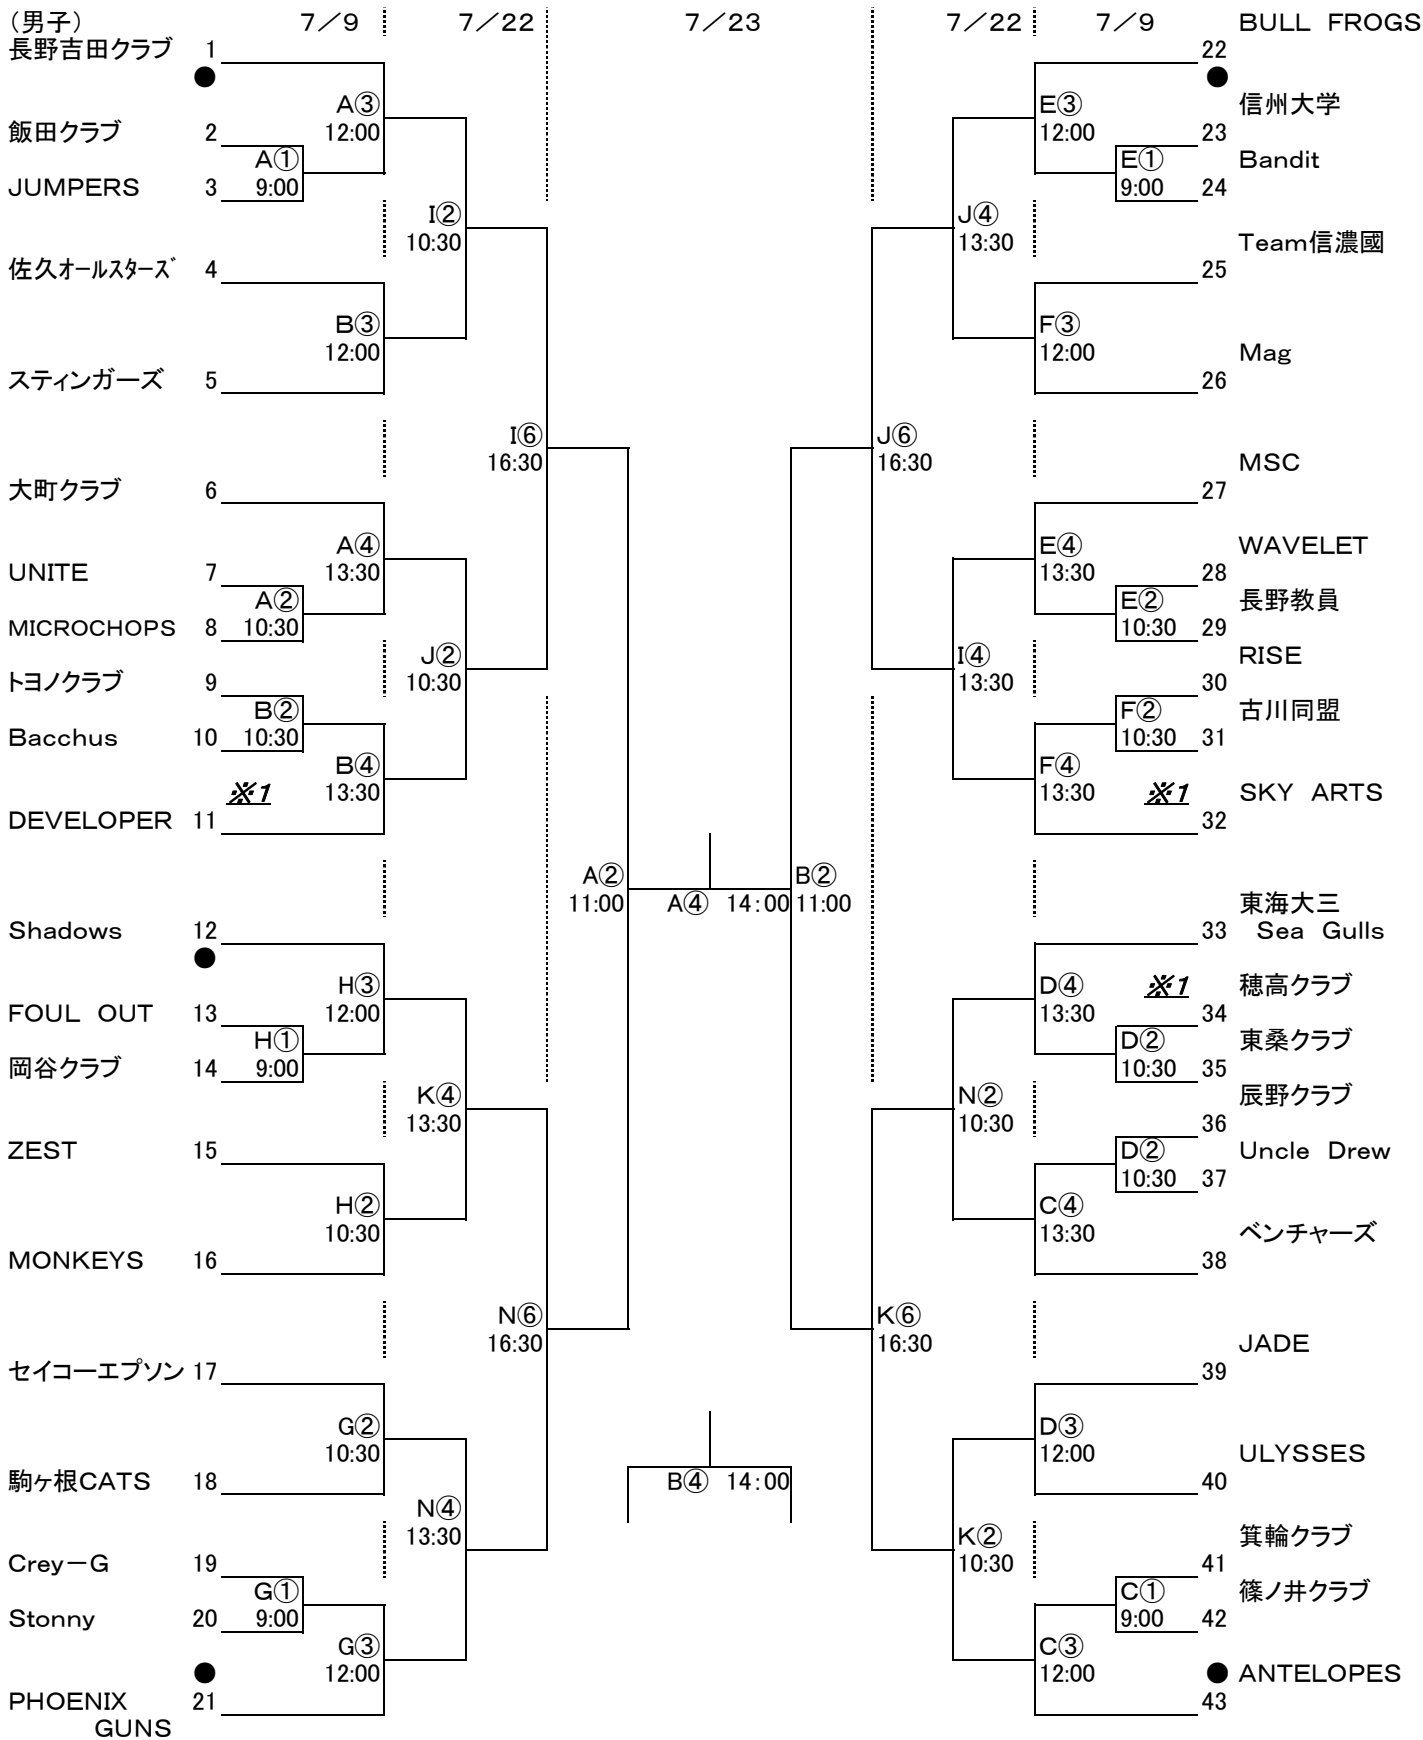 (男子) 7／9 7／22 7／23 7／22 7／9 BULL FROGS
長野吉田クラブ 1 22
● ●
A③ E③ 信州大学
飯田クラブ 2 12:00 12:00 23
A① E① Bandit
JUMPERS 3 9:00 9:00 24
I② J④
10:30 13:30 Team信濃國
佐久ｵｰﾙｽﾀｰｽﾞ 4 25
B③ F③
12:00 12:00 Mag
スティンガーズ 5 26
I⑥ J⑥
16:30 16:30 MSC
大町クラブ 6 27
A④ E④ WAVELET
UNITE 7 13:30 13:30 28
A② E② 長野教員
MICROCHOPS 8 10:30 10:30 29
J② I④ RISE
トヨノクラブ 9 10:30 13:30 30
B② F② 古川同盟
Bacchus 10 10:30 10:30 31
B④ F④
※1 13:30 13:30 ※1 SKY ARTS
DEVELOPER 11 32
A② B②
11:00 A④ 14:00 11:00 東海大三
Shadows 12 33 Sea Gulls
●
H③ D④ ※1 穂高クラブ
FOUL OUT 13 12:00 13:30 34
H① D② 東桑クラブ
岡谷クラブ 14 9:00 10:30 35
K④ N② 辰野クラブ
13:30 10:30 36
ZEST 15 D② Uncle Drew
10:30 37
H② C④
10:30 13:30 ベンチャーズ
MONKEYS 16 38
N⑥ K⑥
16:30 16:30 JADE
セイコーエプソン 17 39
G② D③
10:30 12:00 ULYSSES
駒ヶ根CATS 18 B④ 14:00 40
N④ K② 箕輪クラブ
13:30 10:30
Crey－G 19 41
G① C① 篠ノ井クラブ
Stonny 20 9:00 9:00 42
G③ C③
● 12:00 12:00 ● ANTELOPES
PHOENIX 21 43
GUNS